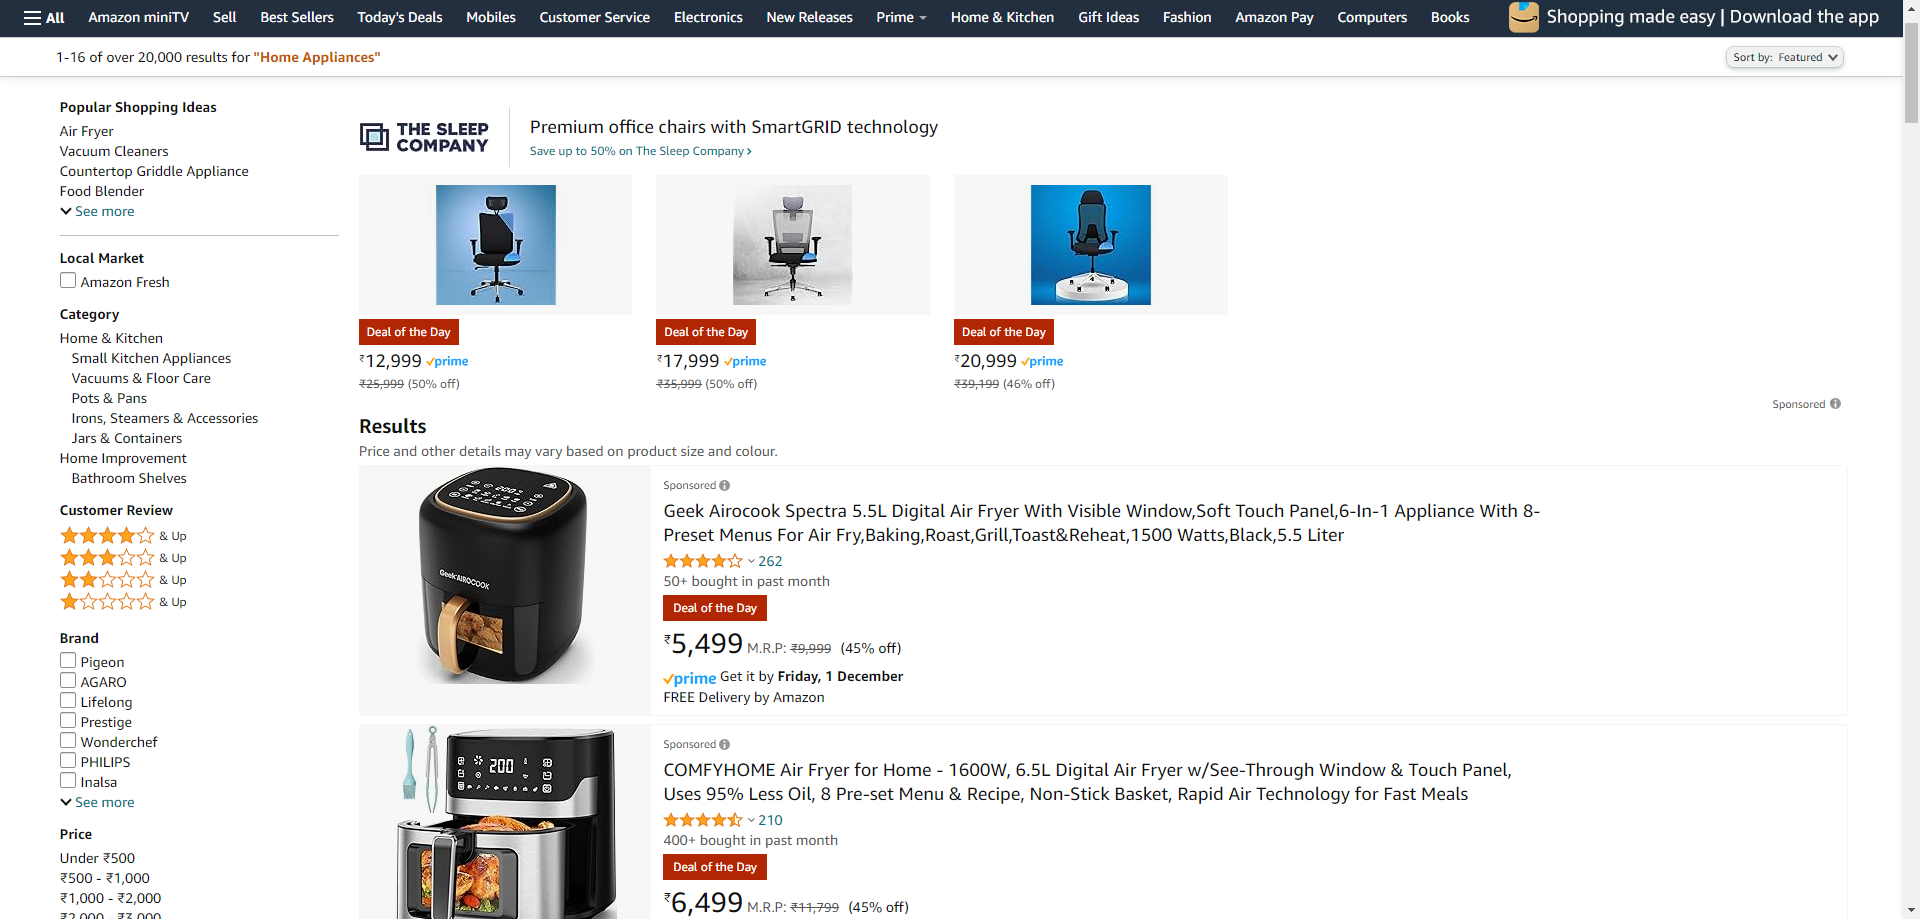 All Amazon miniTV Sell Best Sellers Today's Deals Mobiles Customer Service Electronics New Releases Prime Home & Kitchen Gift Ideas Fashion Amazon Pay Computers Books Shopping made easy | Download the app
1-16 of over 20,000 results for "Home Appliances"
Sort by: Featured
Popular Shopping Ideas
Air Fryer
Vacuum Cleaners
Countertop Griddle Appliance
Food Blender
See more
Local Market
Amazon Fresh
Category
Home & Kitchen
Small Kitchen Appliances
Vacuums & Floor Care
Pots & Pans
Irons, Steamers & Accessories
Jars & Containers
Home Improvement
Bathroom Shelves
Customer Review
& Up
& Up
& Up
& Up
Brand
Pigeon
AGARO
Lifelong
Prestige
Wonderchef
PHILIPS
Inalsa
See more
Price
Under ₹500
₹500 - ₹1,000
₹1,000 - ₹2,000
₹2,000 - ₹3,000
THE SLEEP
COMPANY
Premium office chairs with SmartGRID technology
Save up to 50% on The Sleep Company
Deal of the Day
₹12,999 prime
₹25,999 (50% off)
Deal of the Day
₹17,999 prime
₹35,999 (50% off)
Deal of the Day
₹20,999 prime
₹39,199 (46% off)
Sponsored
Results
Price and other details may vary based on product size and colour.
200
Geek AIROCOOK
Sponsored
Geek Airocook Spectra 5.5L Digital Air Fryer With Visible Window,Soft Touch Panel,6-In-1 Appliance With 8-
Preset Menus For Air Fry,Baking,Roast,Grill,Toast&Reheat,1500 Watts,Black,5.5 Liter
262
50+ bought in past month
Deal of the Day
₹5,499 M.R.P: ₹9,999 (45% off)
prime Get it by Friday, 1 December
FREE Delivery by Amazon
200
Sponsored
COMFYHOME Air Fryer for Home - 1600W, 6.5L Digital Air Fryer w/See-Through Window & Touch Panel,
Uses 95% Less Oil, 8 Pre-set Menu & Recipe, Non-Stick Basket, Rapid Air Technology for Fast Meals
210
400+ bought in past month
Deal of the Day
₹6,499 M.R.P: ₹11,799 (45% off)